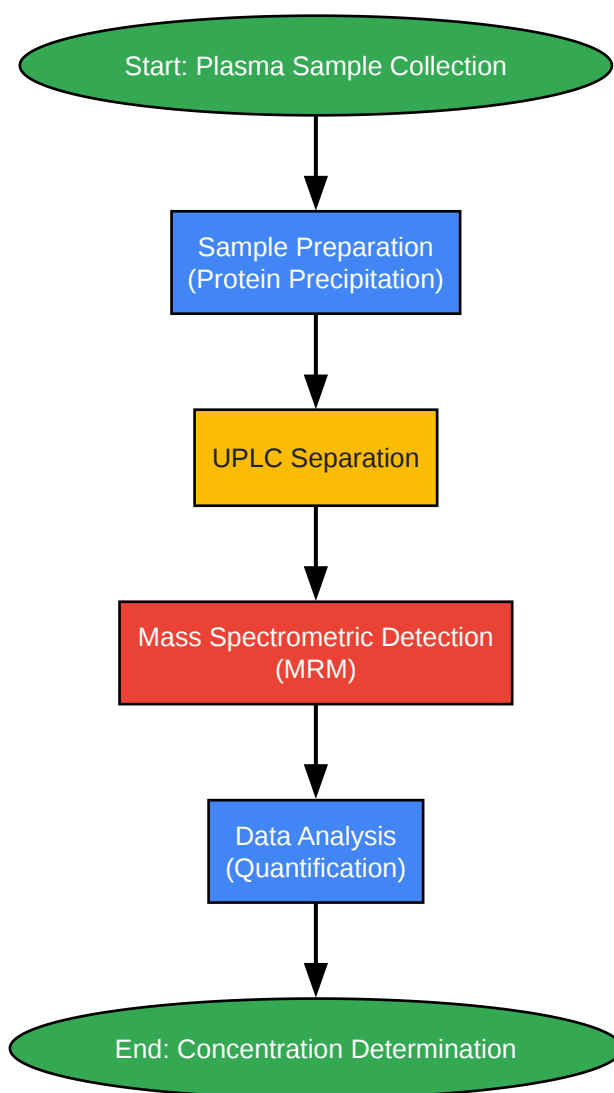 Start: Plasma Sample Collection
Sample Preparation
(Protein Precipitation)
UPLC Separation
Mass Spectrometric Detection
(MRM)
Data Analysis
(Quantification)
End: Concentration Determination